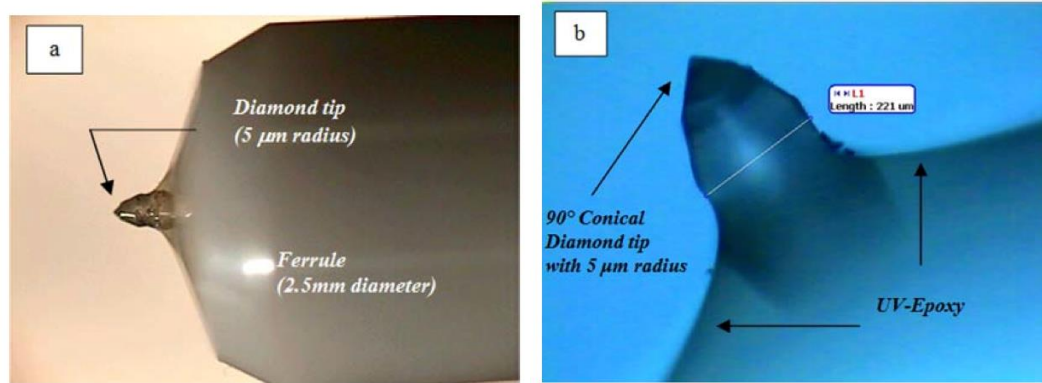 a
Diamond tip
(5 μm radius)
Ferrule
(2.5mm diameter)
b
L1
Length : 221 um
90° Conical
Diamond tip
with 5 μm radius
UV-Epoxy